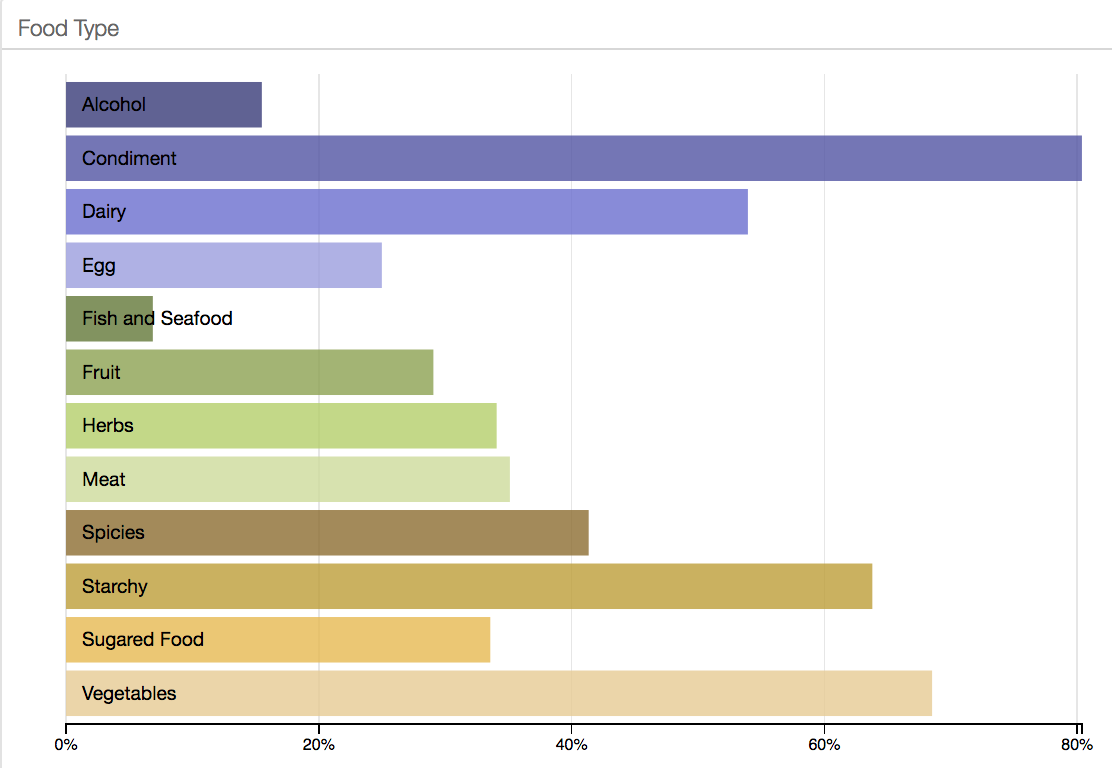 Food Type
Alcohol
Condiment
Dairy
Egg
Fish and Seafood
Fruit
Herbs
Meat
Spicies
Starchy
Sugared Food
Vegetables
0% 20% 40% 60% 80%